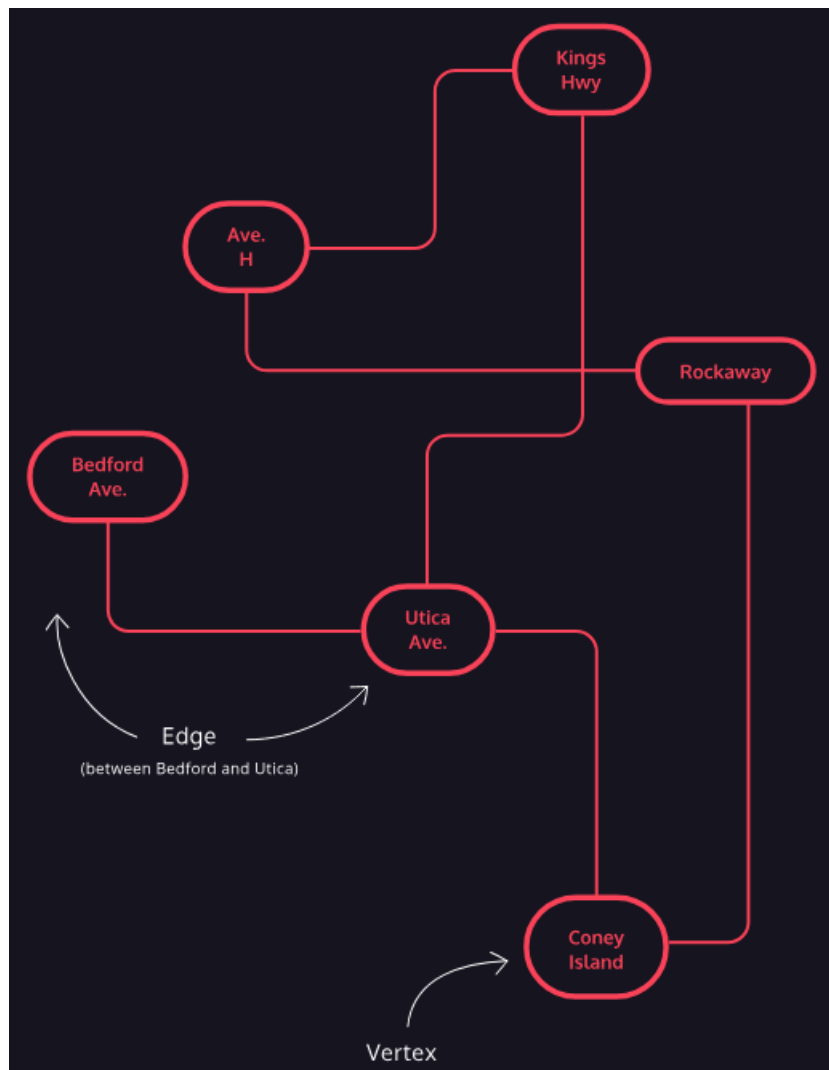 Kings
Hwy
Ave.
H
Rockaway
Bedford
Ave.
Utica
Ave.
Edge
(between Bedford and Utica)
Coney
Island
Vertex